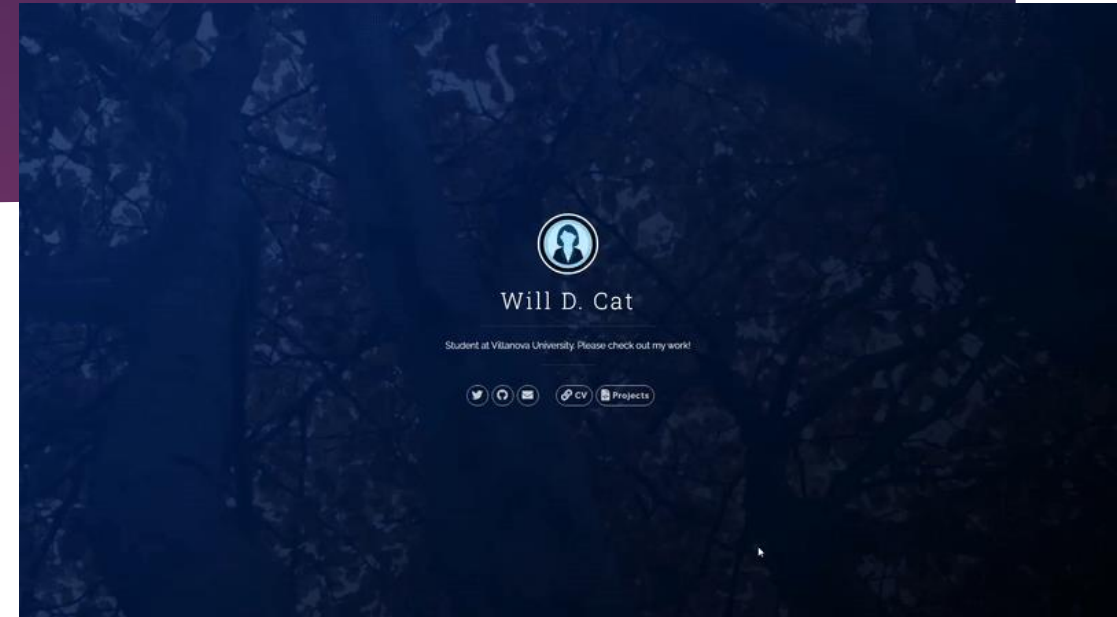 Will D. Cat
Student at Villanova University. Please check out my work!
CV Projects